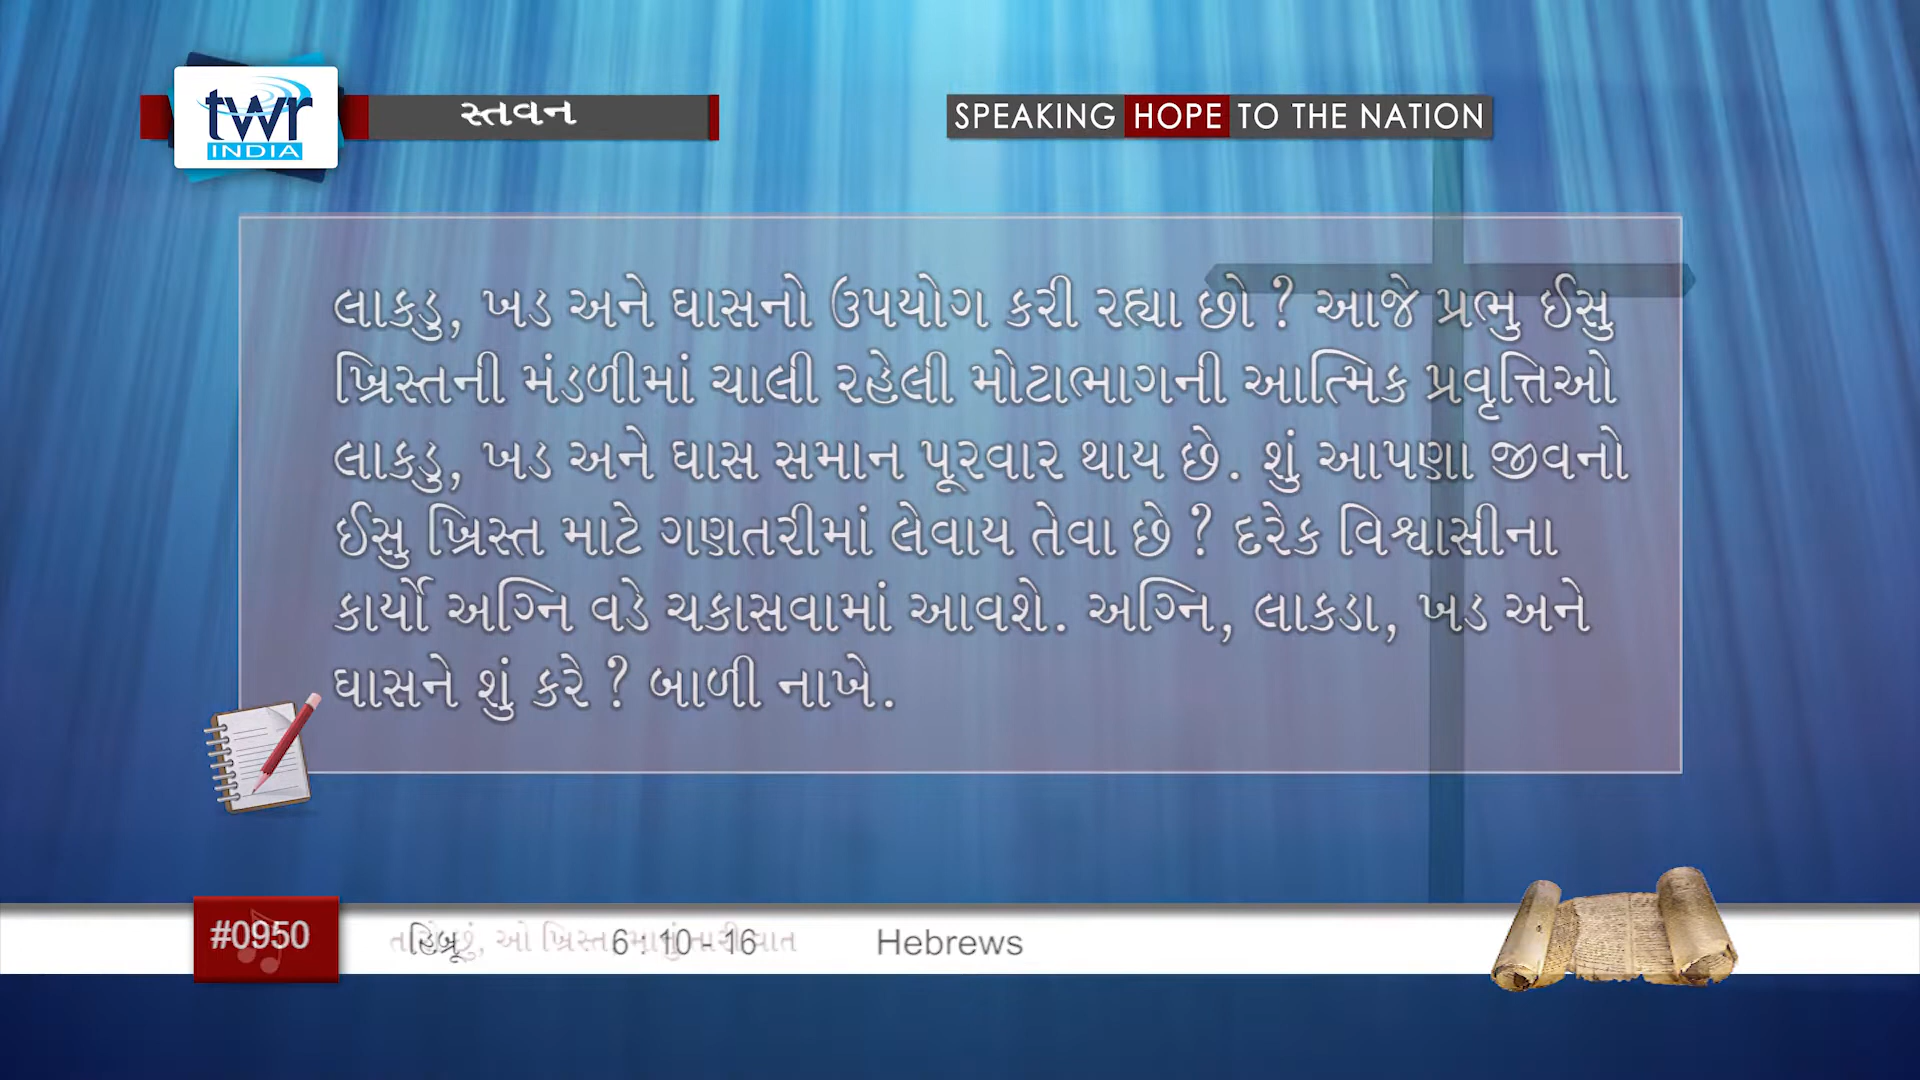 twr
INDIA
સ્તવન
SPEAKING HOPE TO THE NATION
લાકડુ, ખડ અને ઘાસનો ઉપયોગ કરી રહ્યા છો ? આજે પ્રભુ ઈસુ
ખ્રિસ્તની મંડળીમાં ચાલી રહેલી મોટાભાગની આત્મિક પ્રવૃત્તિઓ
લાકડુ, ખડ અને ઘાસ સમાન પૂરવાર થાય છે. શું આપણા જીવનો
ઈસુ ખ્રિસ્ત માટે ગણતરીમાં લેવાય તેવા છે ? દરેક વિશ્વાસીના
કાર્યો અગ્નિ વડે ચકાસવામાં આવશે. અગ્નિ, લાકડા, ખડ અને
ઘાસને શું કરે ? બાળી નાખે.
#0950 હિબ્રૂ 6 : 10 - 16 Hebrews